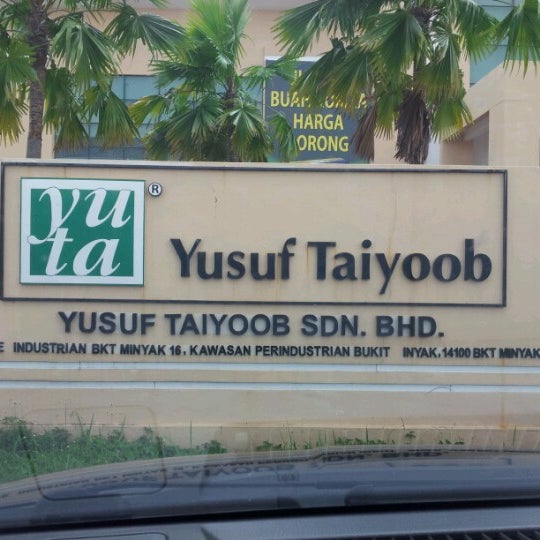 BUAH
HARGA
BORONG
yu
ta
®
Yusuf Taiyoob
YUSUF TAIYOOB SDN. BHD.
INDUSTRIAN BKT MINYAK 16, KAWASAN PERINDUSTRIAN BUKIT INYAK, 14100 BKT MINYAK